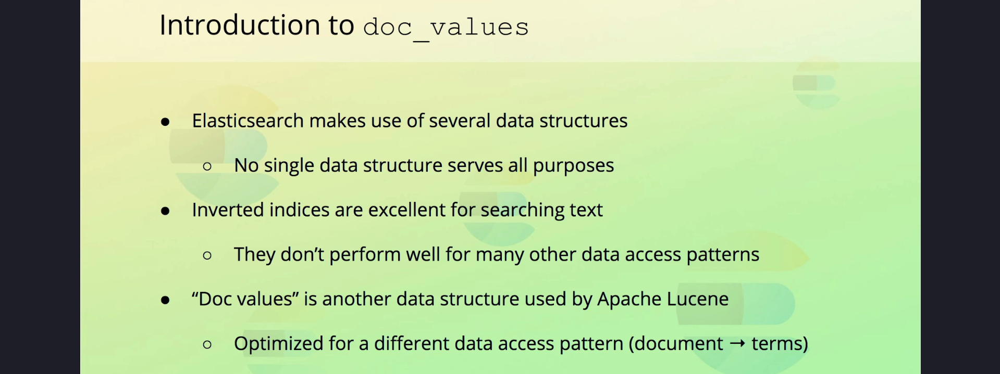 Introduction to doc_values
● Elasticsearch makes use of several data structures
○ No single data structure serves all purposes
● Inverted indices are excellent for searching text
○ They don’t perform well for many other data access patterns
● “Doc values” is another data structure used by Apache Lucene
○ Optimized for a different data access pattern (document → terms)